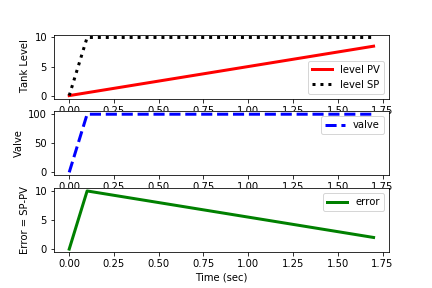 Tank Level
10
5
0
level PV
level SP
0.00 0.25 0.50 0.75 1.00 1.25 1.50 1.75
Valve
100
50
0
valve
0.00 0.25 0.50 0.75 1.00 1.25 1.50 1.75
Error = SP-PV
10
5
0
error
0.00 0.25 0.50 0.75 1.00 1.25 1.50 1.75
Time (sec)